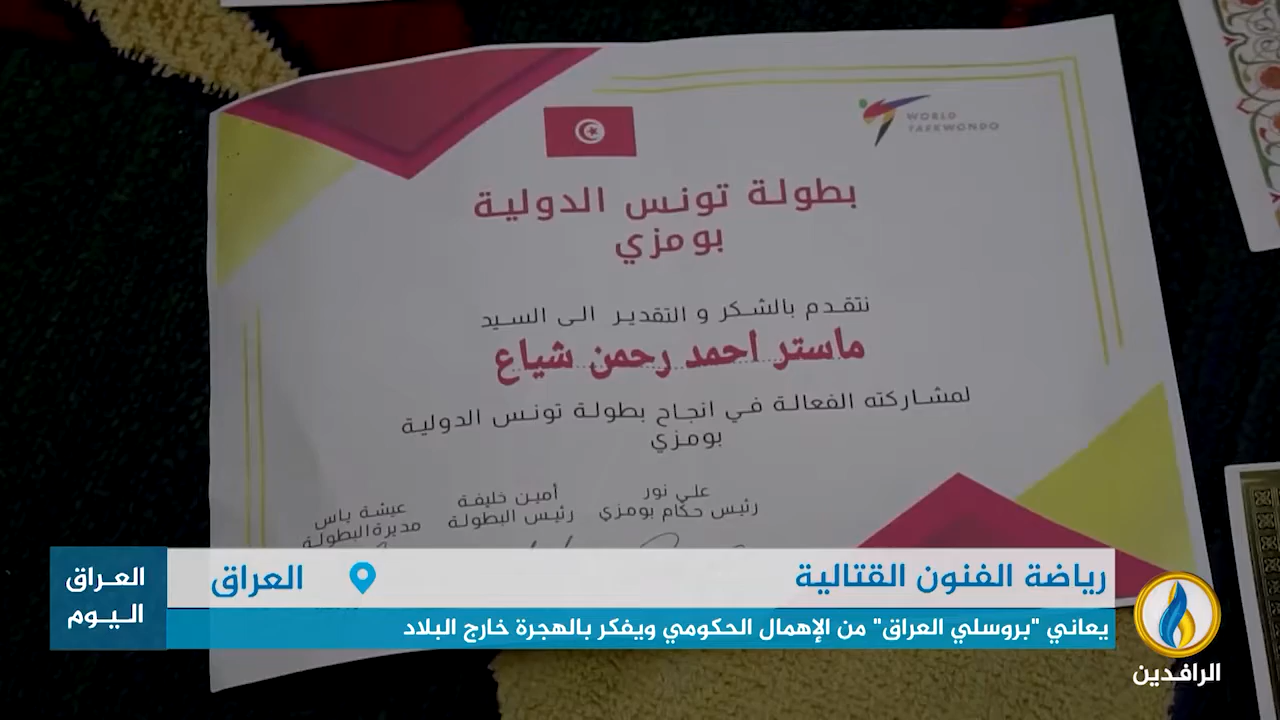 WORLD
TAEKWONDO
بطولة تونس الدولية
بومزي
نتقدم بالشكر و التقدير الى السيد
ماستر احمد رحمن شياع
لمشاركته الفعالة في انجاح بطولة تونس الدولية
بومزي
علي نور
رئيس حكام بومزي
أمين خليفة
رئيس البطولة
عيشة باس
مديرة البطولة
رياضة الفنون القتالية
العراق
العراق
اليوم
يعاني "بروسلي العراق" من الإهمال الحكومي ويفكر بالهجرة خارج البلاد
الرافدين